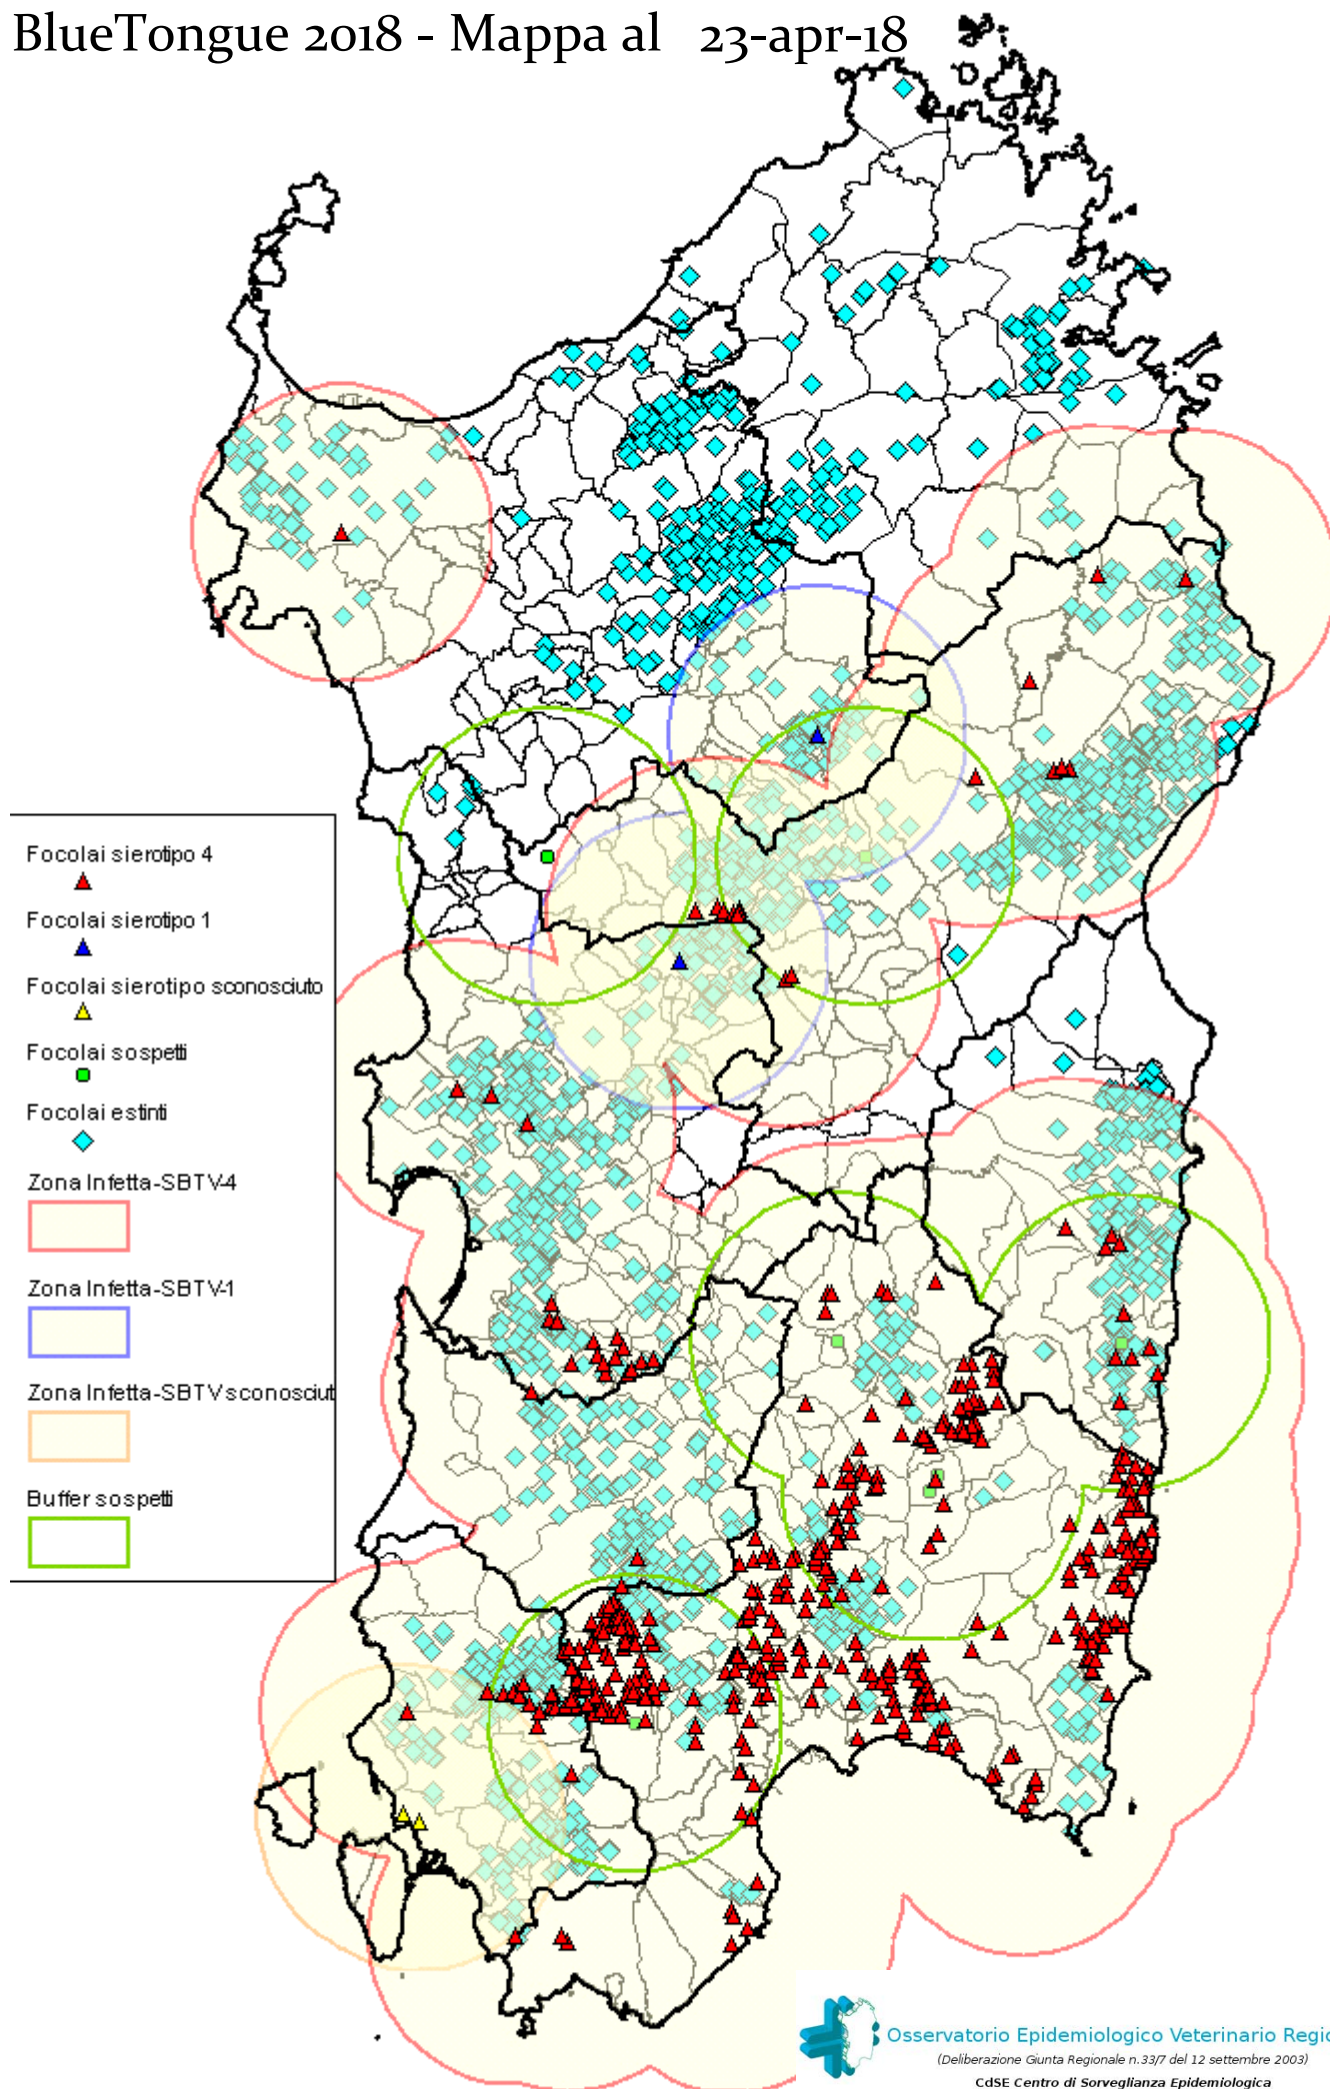 BlueTongue 2018 - Mappa al 23-apr-18
Focolai sierotipo 4
Focolai sierotipo 1
Focolai sierotipo sconosciuto
Focolai sospetti
Focolai estinti
Zona Infetta-SBTV-4
Zona Infetta-SBTV-1
Zona Infetta-SBTV sconosciut
Buffer sospetti
Osservatorio Epidemiologico Veterinario Regio
(Deliberazione Giunta Regionale n.33/7 del 12 settembre 2003)
CdSE Centro di Sorveglianza Epidemiologica